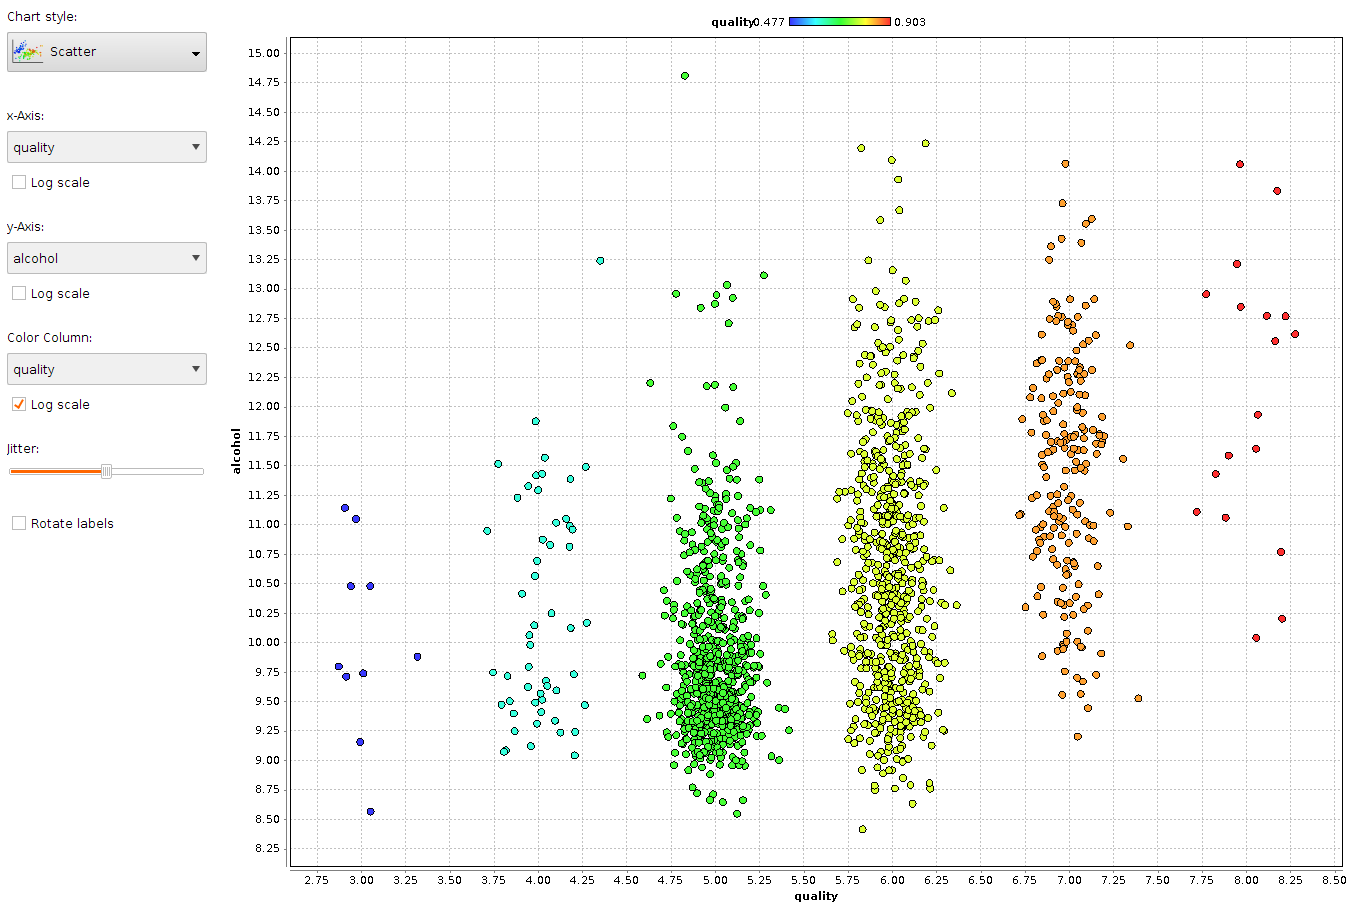 Chart style:
Scatter
x-Axis:
quality
Log scale
y-Axis:
alcohol
Log scale
Color Column:
quality
Log scale
Jitter:
Rotate labels
quality 0.477 0.903
alcohol
15.00
14.75
14.50
14.25
14.00
13.75
13.50
13.25
13.00
12.75
12.50
12.25
12.00
11.75
11.50
11.25
11.00
10.75
10.50
10.25
10.00
9.75
9.50
9.25
9.00
8.75
8.50
8.25
2.75 3.00 3.25 3.50 3.75 4.00 4.25 4.50 4.75 5.00 5.25 5.50 5.75 6.00 6.25 6.50 6.75 7.00 7.25 7.50 7.75 8.00 8.25 8.50
quality